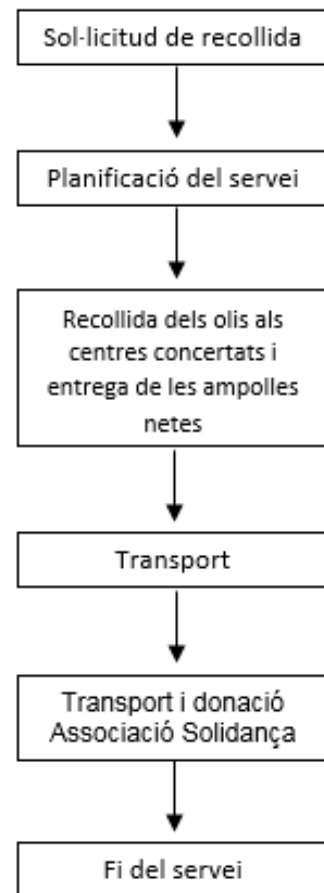 Sol·licitud de recollida
Planificació del servei
Recollida dels olis als
centres concertats i
entrega de les ampolles
netes
Transport
Transport i donació
Associació Solidança
Fi del servei